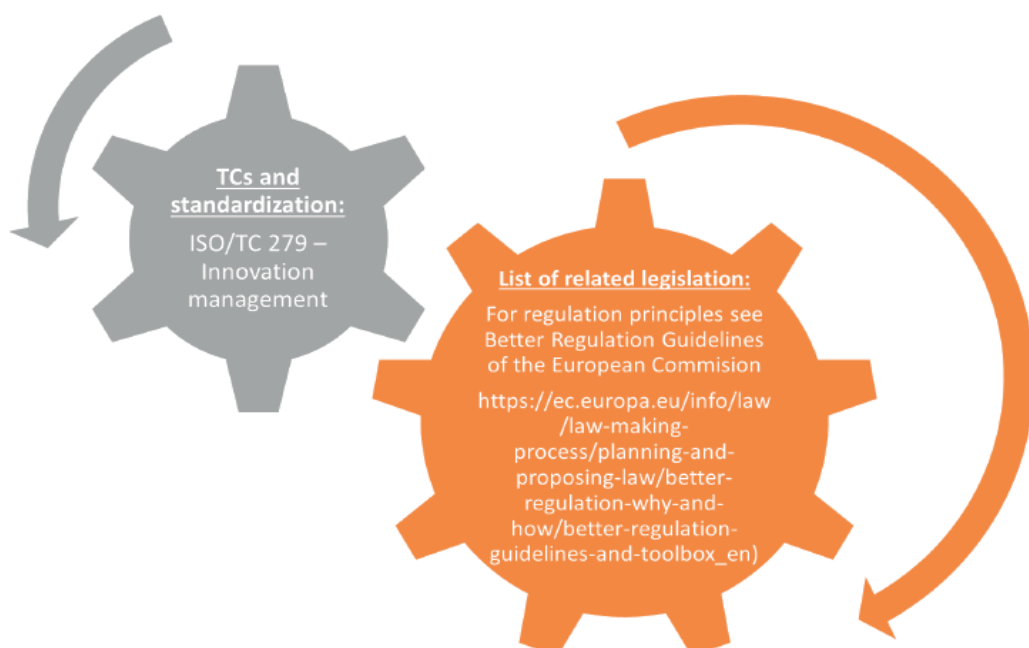 TCs and
standardization:
ISO/TC 279 –
Innovation
management
List of related legislation:
For regulation principles see
Better Regulation Guidelines
of the European Commision
https://ec.europa.eu/info/law
/law-making-
process/planning-and-
proposing-law/better-
regulation-why-and-
how/better-regulation-
guidelines-and-toolbox_en)